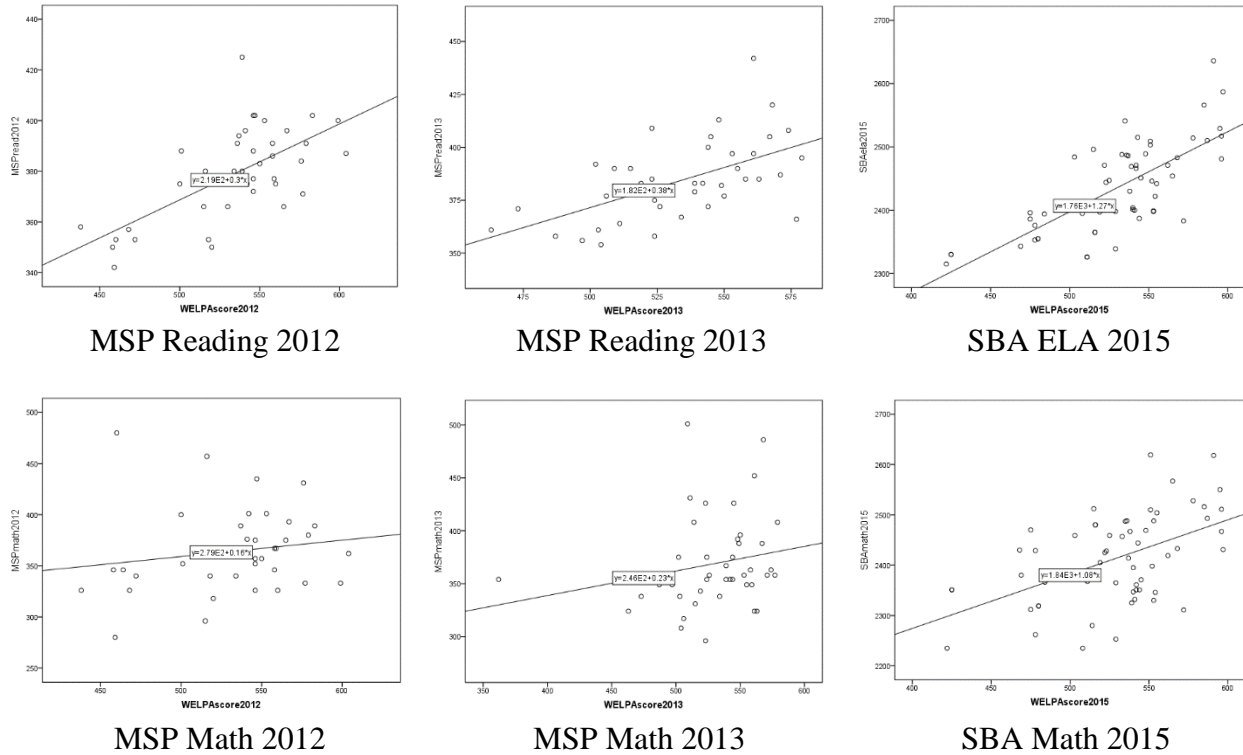 MSPread2012
440
420
400
380
360
340
y=2.19E2+0.3*x
450 500 550 600
WELPAscore2012
MSP Reading 2012
MSPread2013
450
425
400
375
350
y=1.82E2+0.38*x
475 500 525 550 575
WELPAscore2013
MSP Reading 2013
SBAela2015
2700
2600
2500
2400
2300
y=1.76E3+1.27*x
400 450 500 550 600
WELPAscore2015
SBA ELA 2015
MSPmath2012
500
450
400
350
300
250
y=2.79E2+0.16*x
450 500 550 600
WELPAscore2012
MSP Math 2012
MSPmath2013
500
450
400
350
300
y=2.46E2+0.23*x
350 400 450 500 550 600
WELPAScore2013
MSP Math 2013
SBAmath2015
2700
2600
2500
2400
2300
2200
y=1.84E3+1.08*x
400 450 500 550 600
WELPAscore2015
SBA Math 2015